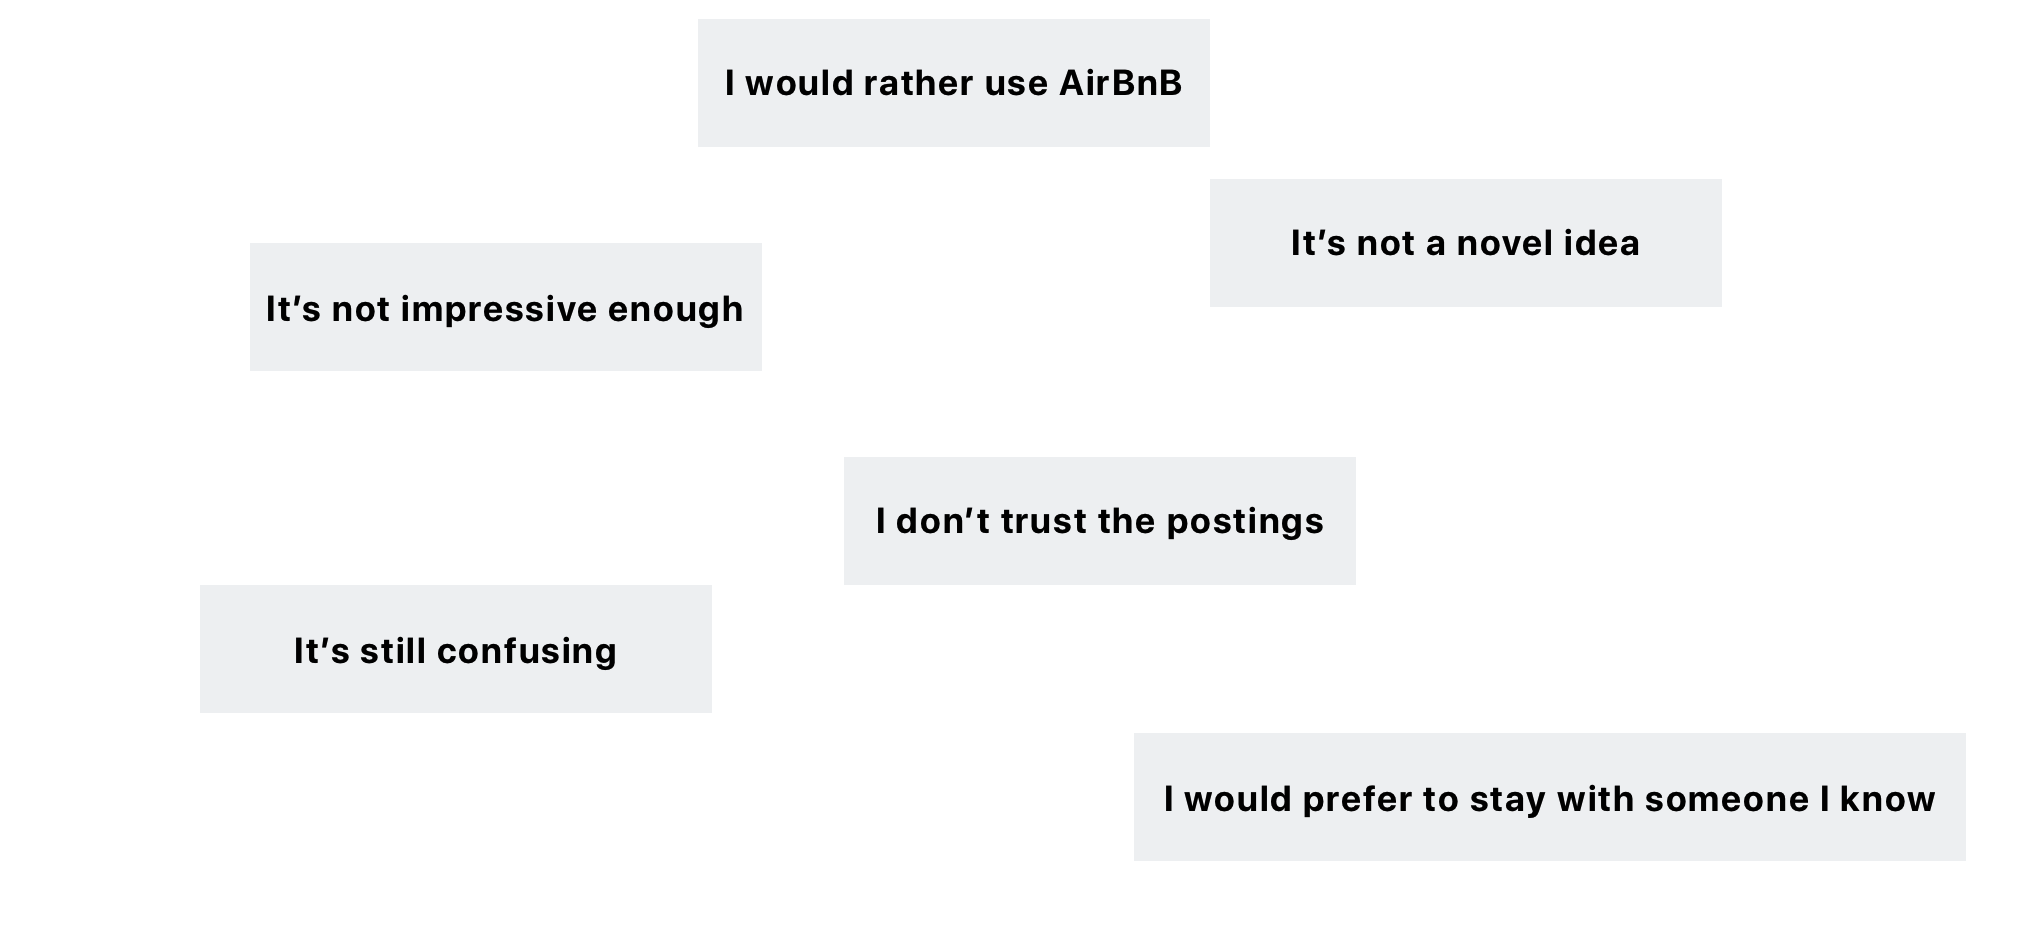 I would rather use AirBnB
It’s not a novel idea
It’s not impressive enough
I don’t trust the postings
It’s still confusing
I would prefer to stay with someone I know